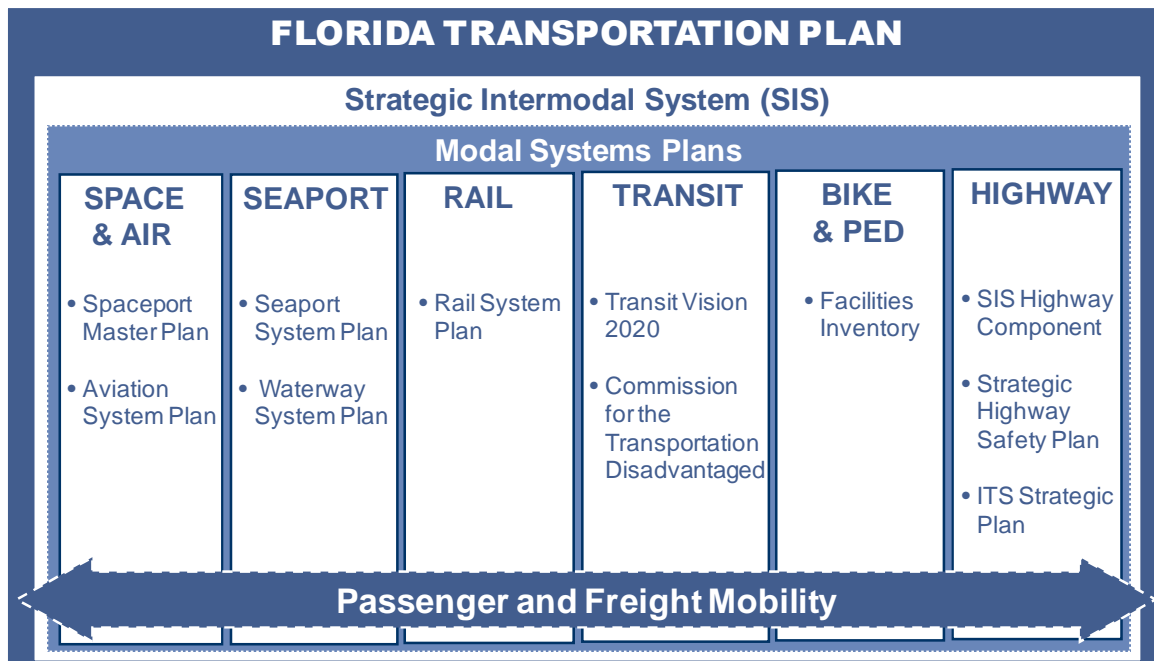 FLORIDA TRANSPORTATION PLAN
Strategic Intermodal System (SIS)
Modal Systems Plans
SPACE
& AIR
• Spaceport
Master Plan
• Aviation
System Plan
SEAPORT
• Seaport
System Plan
• Waterway
System Plan
RAIL
• Rail System
Plan
TRANSIT
• Transit Vision
2020
• Commission
for the
Transportation
Disadvantaged
BIKE
& PED
• Facilities
Inventory
HIGHWAY
• SIS Highway
Component
• Strategic
Highway
Safety Plan
• ITS Strategic
Plan
Passenger and Freight Mobility